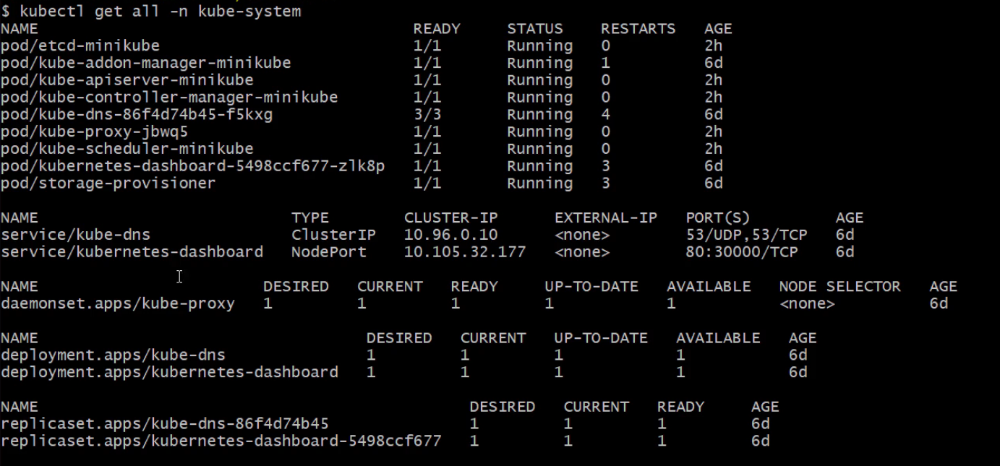 $ kubectl get all -n kube-system
NAME READY STATUS RESTARTS AGE
pod/etcd-minikube 1/1 Running 0 2h
pod/kube-addon-manager-minikube 1/1 Running 1 6d
pod/kube-apiserver-minikube 1/1 Running 0 2h
pod/kube-controller-manager-minikube 1/1 Running 0 2h
pod/kube-dns-86f4d74b45-f5kxg 3/3 Running 4 6d
pod/kube-proxy-jbwq5 1/1 Running 0 2h
pod/kube-scheduler-minikube 1/1 Running 0 2h
pod/kubernetes-dashboard-5498ccf677-zlk8p 1/1 Running 3 6d
pod/storage-provisioner 1/1 Running 3 6d
NAME TYPE CLUSTER-IP EXTERNAL-IP PORT(S) AGE
service/kube-dns ClusterIP 10.96.0.10 <none> 53/UDP,53/TCP 6d
service/kubernetes-dashboard NodePort 10.105.32.177 <none> 80:30000/TCP 6d
NAME DESIRED CURRENT READY UP-TO-DATE AVAILABLE NODE SELECTOR AGE
daemonset.apps/kube-proxy 1 1 1 1 1 <none> 6d
NAME DESIRED CURRENT UP-TO-DATE AVAILABLE AGE
deployment.apps/kube-dns 1 1 1 1 6d
deployment.apps/kubernetes-dashboard 1 1 1 1 6d
NAME DESIRED CURRENT READY AGE
replicaset.apps/kube-dns-86f4d74b45 1 1 1 6d
replicaset.apps/kubernetes-dashboard-5498ccf677 1 1 1 6d